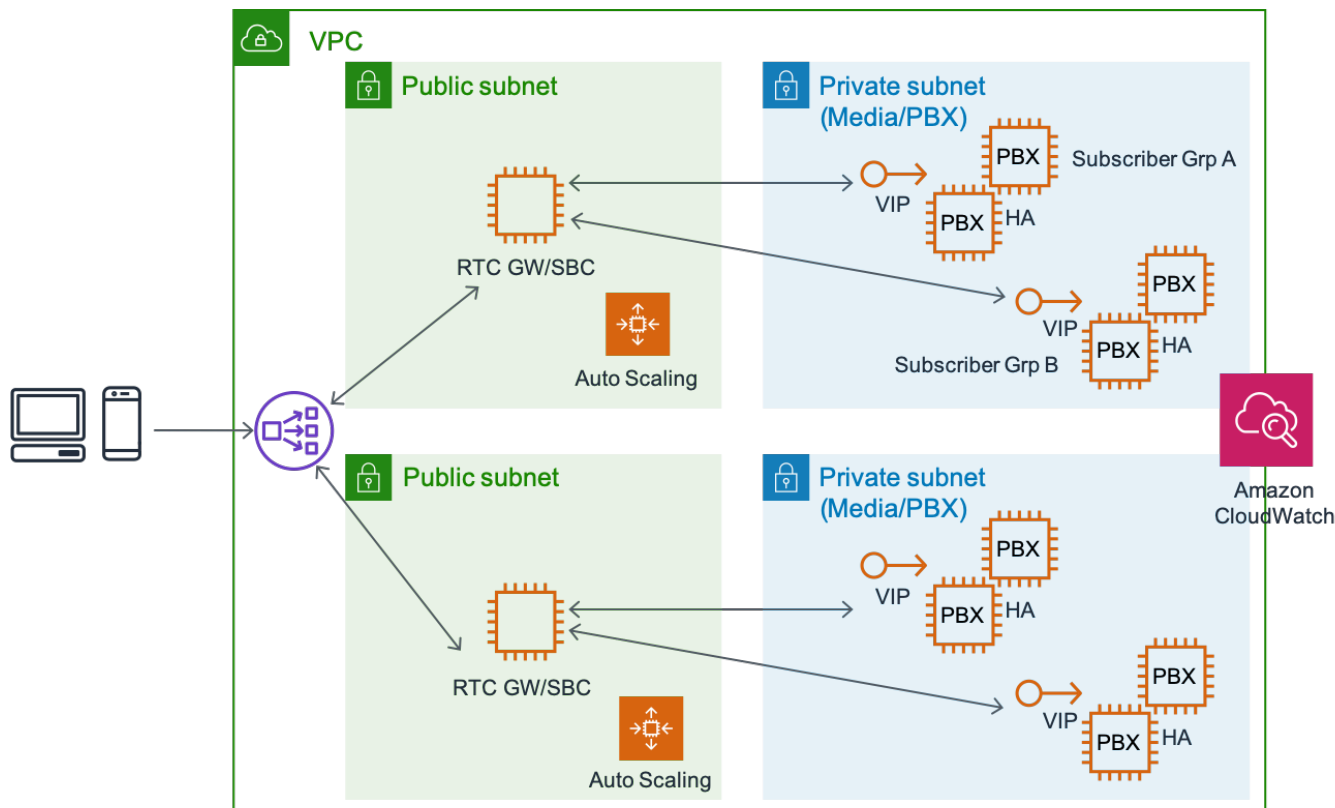 VPC
Public subnet
RTC GW/SBC
Auto Scaling
Private subnet
(Media/PBX)
PBX
Subscriber Grp A
VIP
PBX
HA
PBX
VIP
PBX
HA
Subscriber Grp B
Amazon
CloudWatch
Public subnet
RTC GW/SBC
Auto Scaling
Private subnet
(Media/PBX)
PBX
VIP
PBX
HA
PBX
VIP
PBX
HA